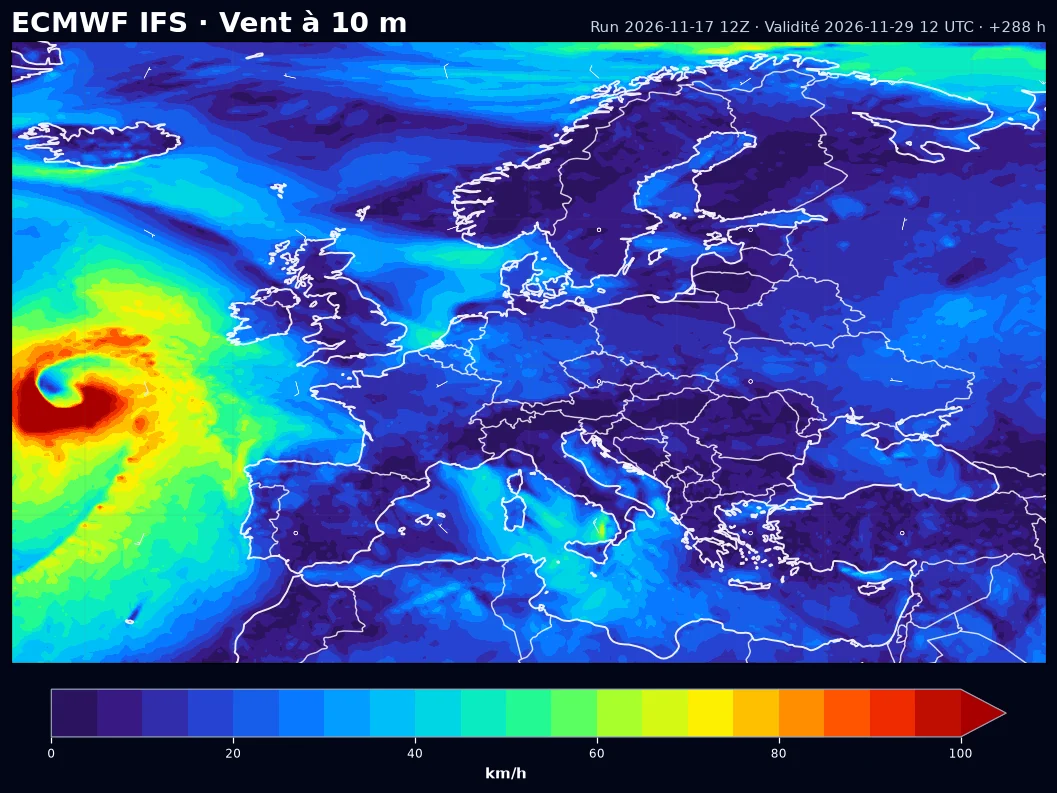 ECMWF IFS · Vent à 10 m
Run 2026-11-17 12Z · Validité 2026-11-29 12 UTC · +288 h
0 20 40 60 80 100
km/h